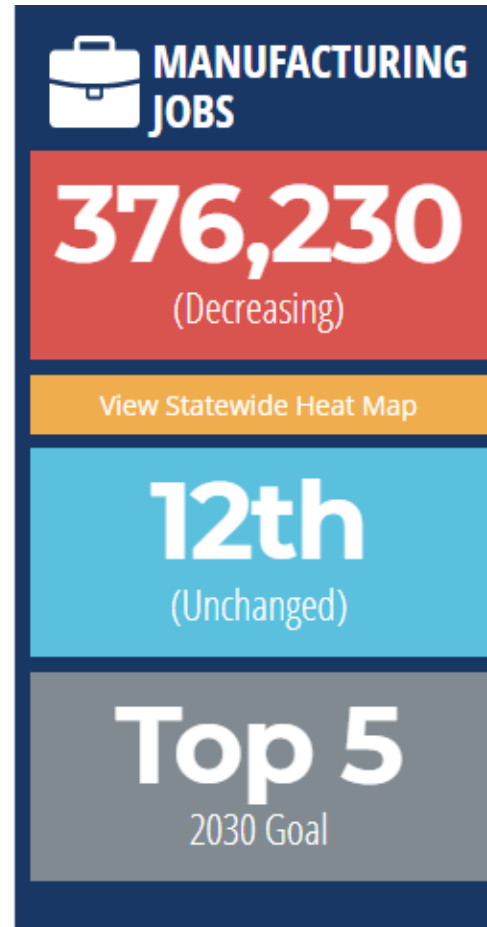 MANUFACTURING
JOBS
376,230
(Decreasing)
View Statewide Heat Map
12th
(Unchanged)
Top 5
2030 Goal